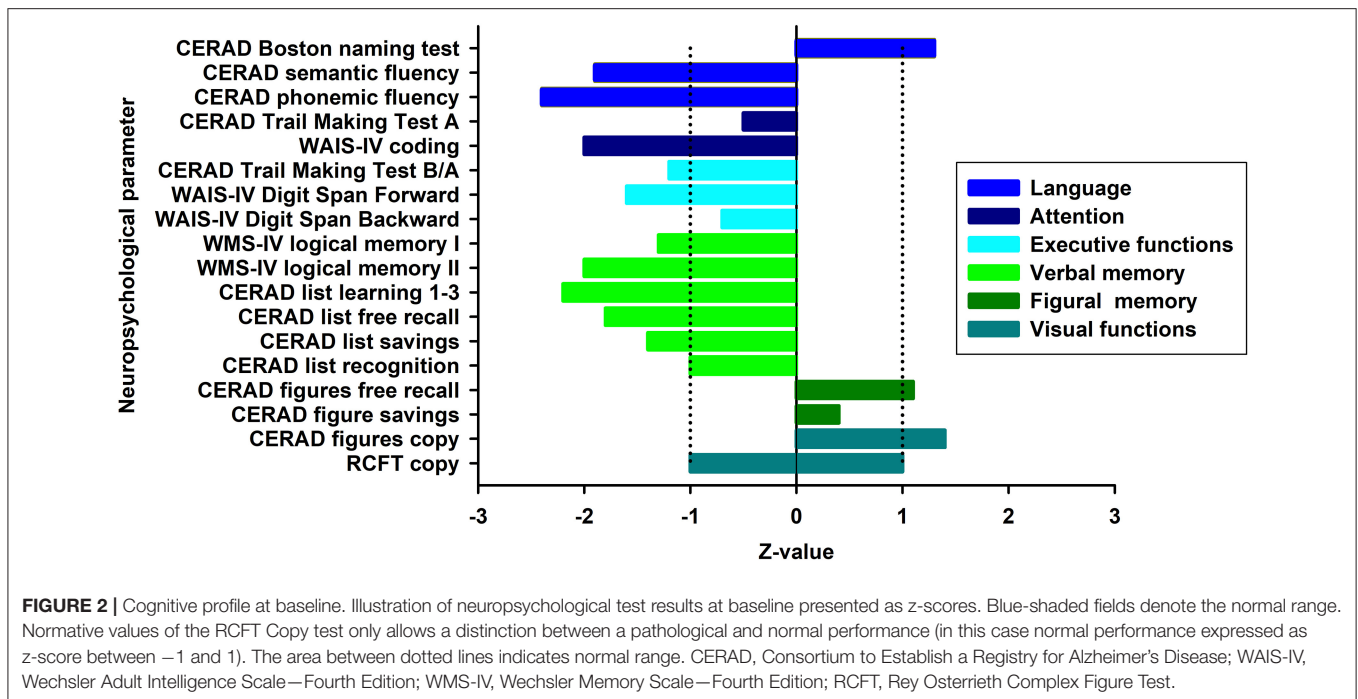 Neuropsychological parameter
CERAD Boston naming test
CERAD semantic fluency
CERAD phonemic fluency
CERAD Trail Making Test A
WAIS-IV coding
CERAD Trail Making Test B/A
WAIS-IV Digit Span Forward
WAIS-IV Digit Span Backward
WMS-IV logical memory I
WMS-IV logical memory II
CERAD list learning 1-3
CERAD list free recall
CERAD list savings
CERAD list recognition
CERAD figures free recall
CERAD figure savings
CERAD figures copy
RCFT copy
Language
Attention
Executive functions
Verbal memory
Figural memory
Visual functions
-3 -2 -1 0 1 2 3
Z-value
FIGURE 2 | Cognitive profile at baseline. Illustration of neuropsychological test results at baseline presented as z-scores. Blue-shaded fields denote the normal range.
Normative values of the RCFT Copy test only allows a distinction between a pathological and normal performance (in this case normal performance expressed as
z-score between −1 and 1). The area between dotted lines indicates normal range. CERAD, Consortium to Establish a Registry for Alzheimer's Disease; WAIS-IV,
Wechsler Adult Intelligence Scale—Fourth Edition; WMS-IV, Wechsler Memory Scale—Fourth Edition; RCFT, Rey Osterrieth Complex Figure Test.